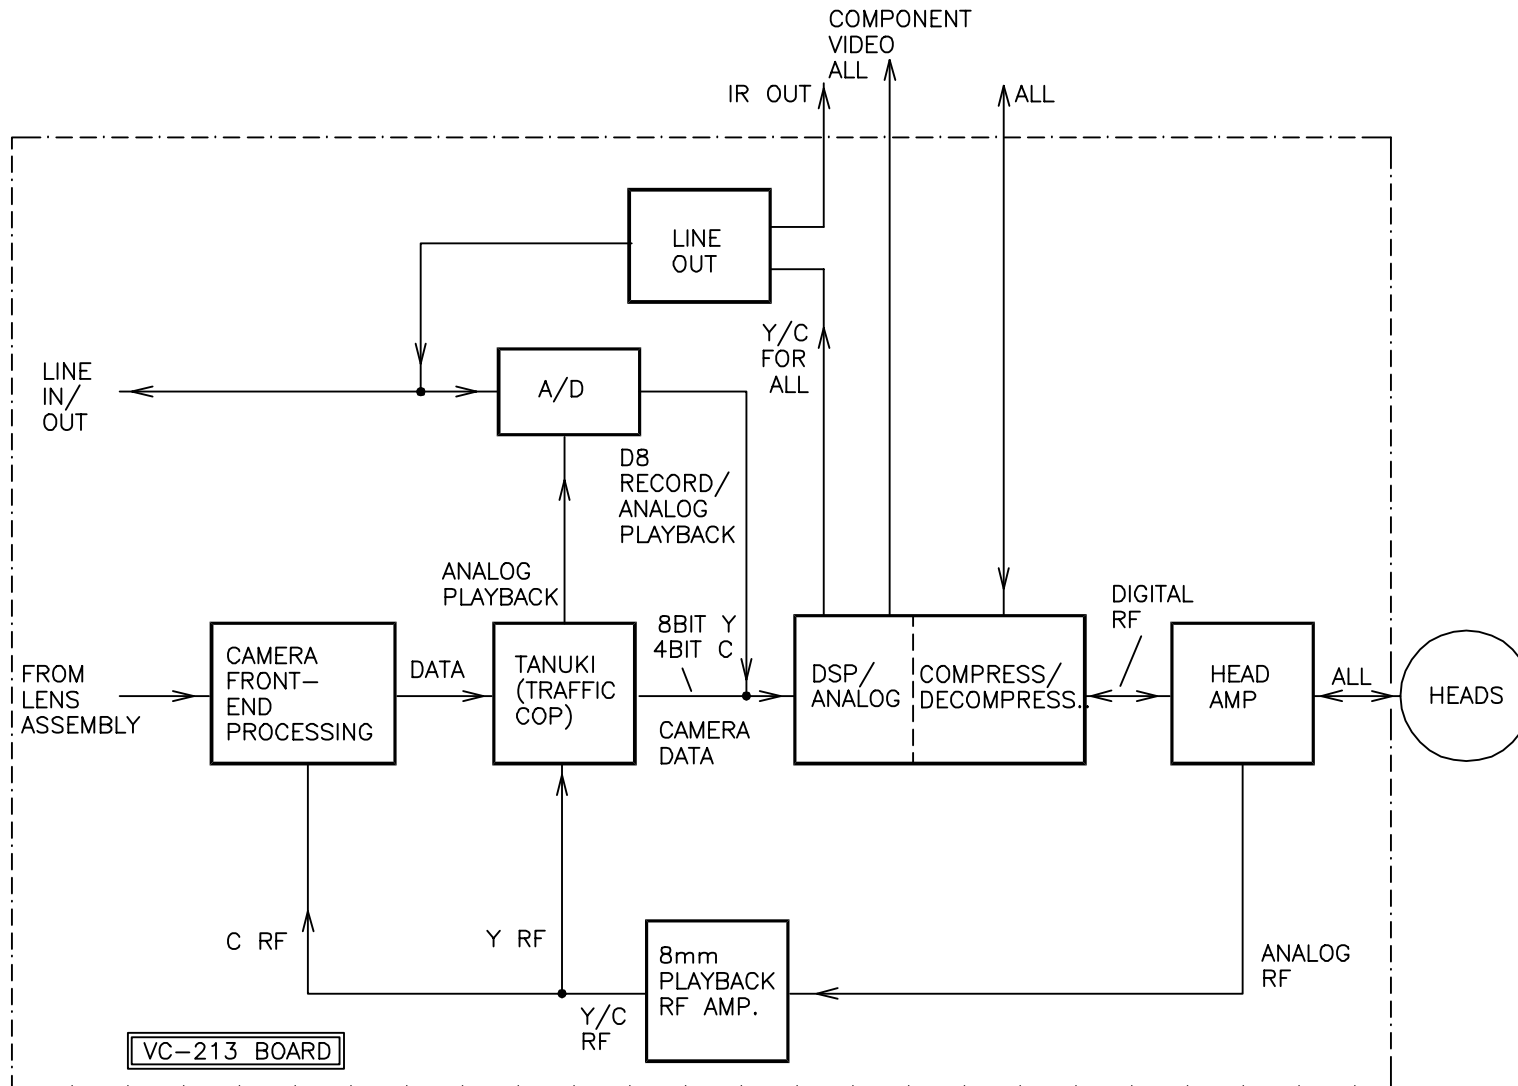 COMPONENT
VIDEO
ALL
IR OUT
ALL
LINE
OUT
Y/C
FOR
ALL
LINE
IN/
OUT
A/D
D8
RECORD/
ANALOG
PLAYBACK
ANALOG
PLAYBACK
8BIT Y
4BIT C
DIGITAL
RF
FROM
LENS
ASSEMBLY
CAMERA
FRONT-
END
PROCESSING
DATA
TANUKI
(TRAFFIC
COP)
CAMERA
DATA
DSP/
ANALOG
COMPRESS/
DECOMPRESS..
HEAD
AMP
ALL
HEADS
C RF
Y RF
8mm
PLAYBACK
RF AMP.
Y/C
RF
ANALOG
RF
VC-213 BOARD